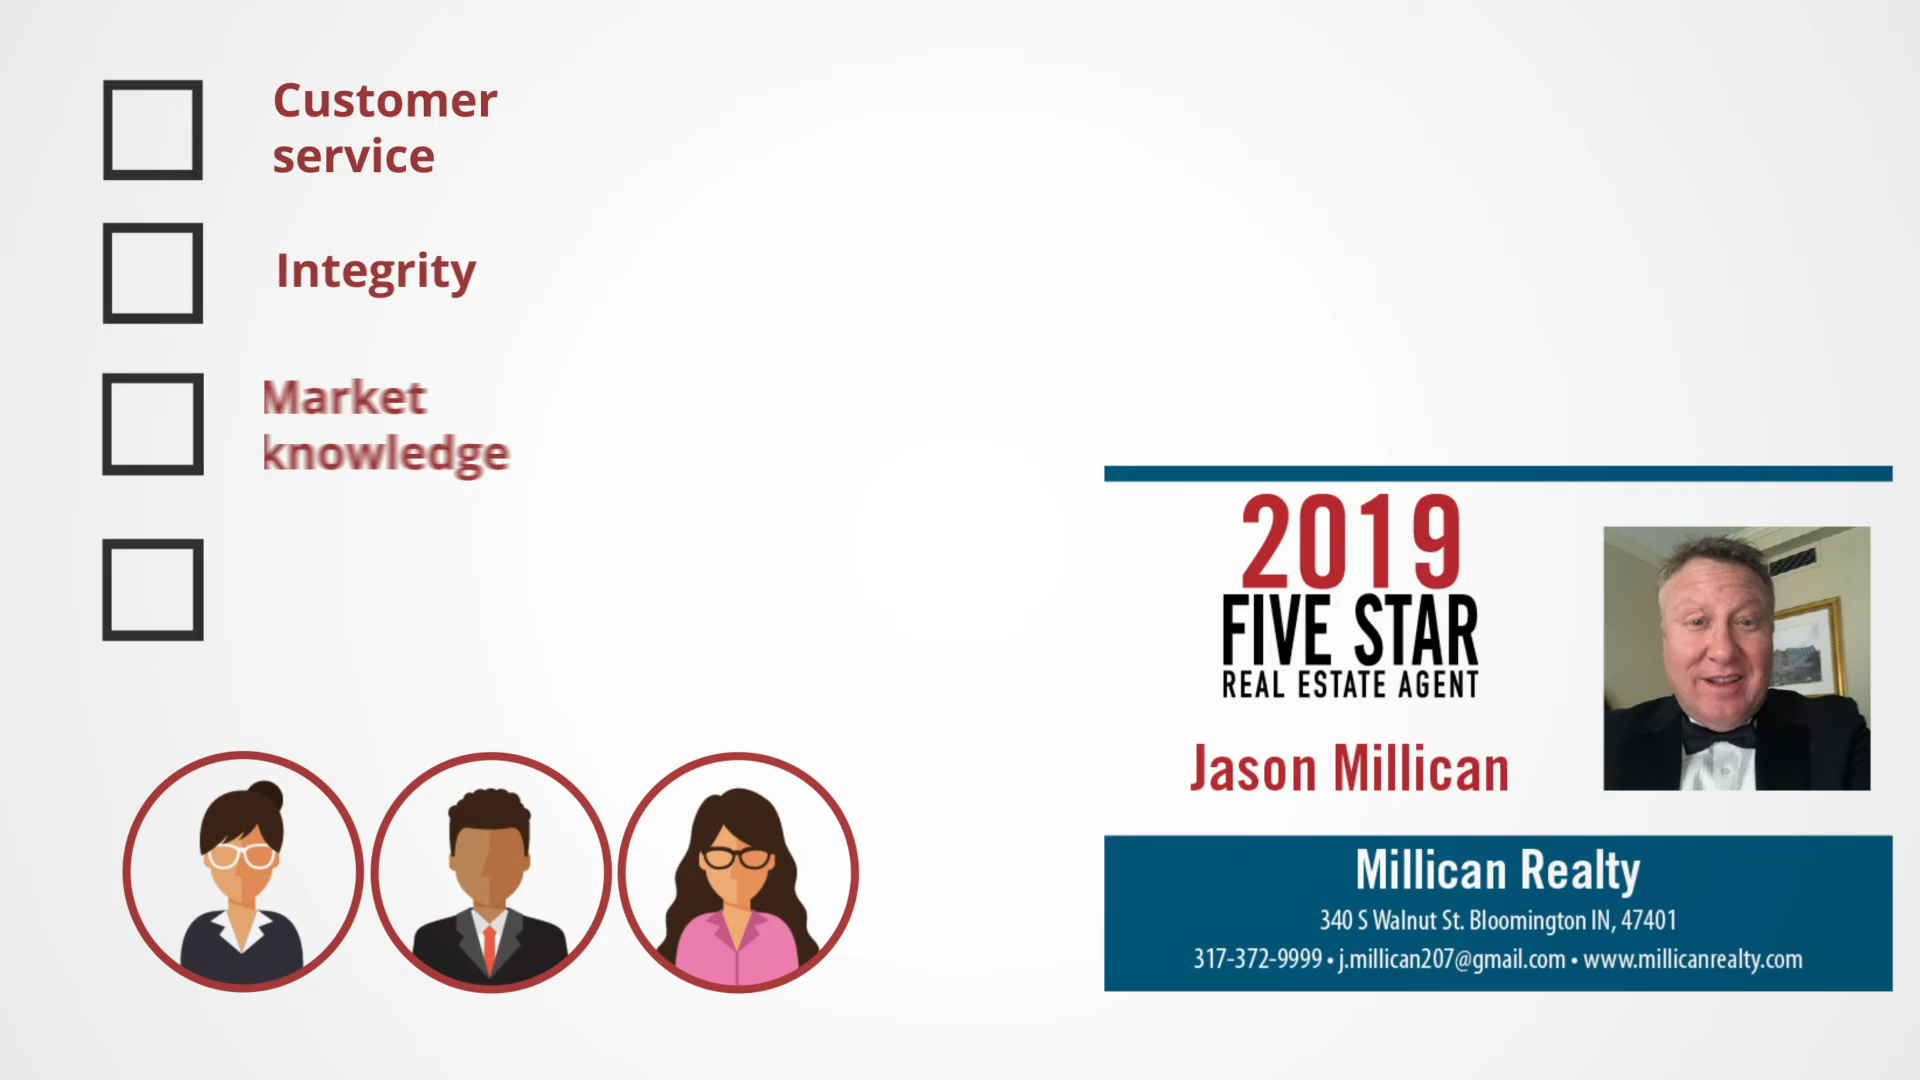 Customer
service
Integrity
Market
knowledge
2019
FIVE STAR
REAL ESTATE AGENT
Jason Millican
Millican Realty
340 S Walnut St. Bloomington IN, 47401
317-372-9999 • j.millican207@gmail.com • www.millicanrealty.com